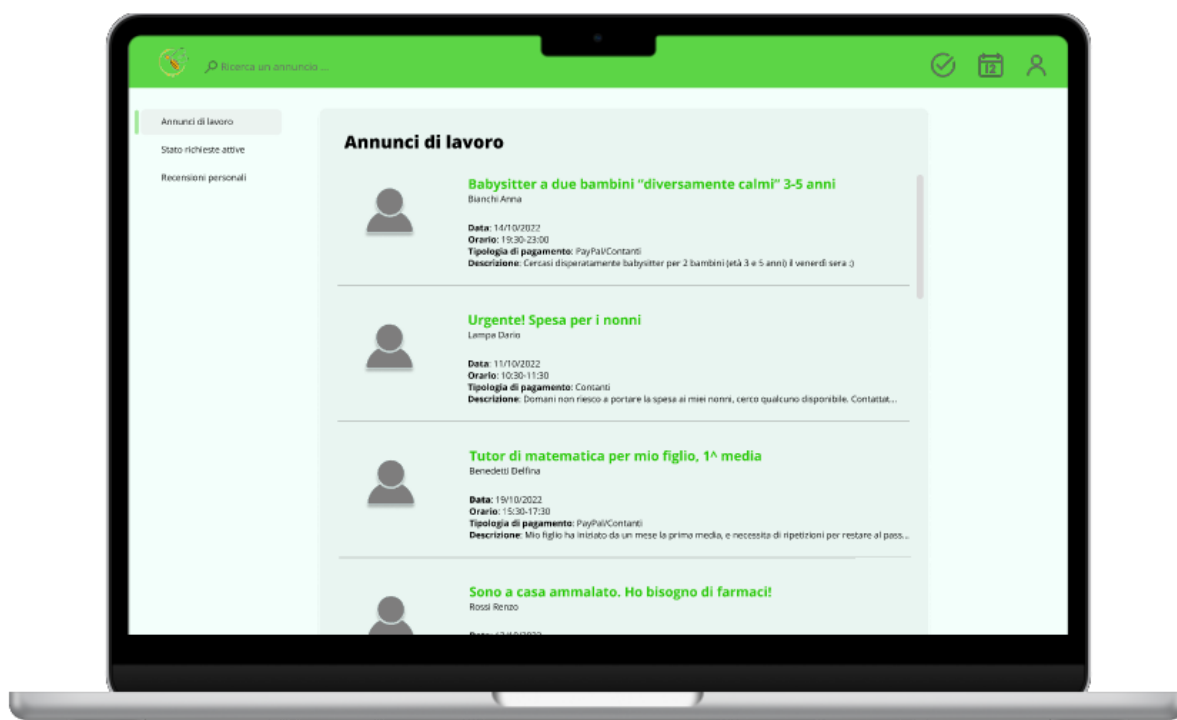 Ricerca un annuncio ...
12
Annunci di lavoro
Stato richieste attive
Recensioni personali
Annunci di lavoro
Babysitter a due bambini “diversamente calmi” 3-5 anni
Bianchi Anna
Data: 14/10/2022
Orario: 19:30-23:00
Tipologia di pagamento: PayPal/Contanti
Descrizione: Cercasi disperatamente babysitter per 2 bambini (età 3 e 5 anni) il venerdì sera :)
Urgente! Spesa per i nonni
Lampa Dario
Data: 11/10/2022
Orario: 10:30-11:30
Tipologia di pagamento: Contanti
Descrizione: Domani non riesco a portare la spesa ai miei nonni, cerco qualcuno disponibile. Contattat...
Tutor di matematica per mio figlio, 1^ media
Benedetti Delfina
Data: 19/10/2022
Orario: 15:30-17:30
Tipologia di pagamento: PayPal/Contanti
Descrizione: Mio figlio ha iniziato da un mese la prima media, e necessita di ripetizioni per restare al pass...
Sono a casa ammalato. Ho bisogno di farmaci!
Rossi Renzo